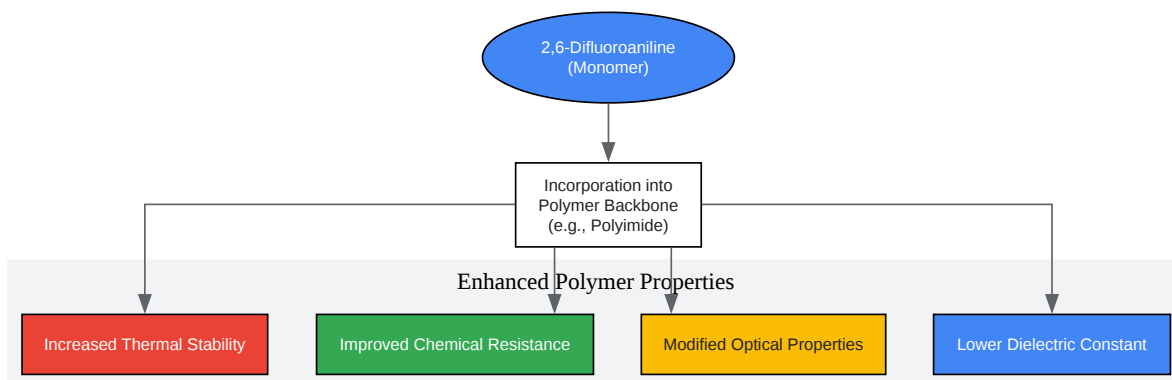 2,6-Difluoroaniline
(Monomer)
Incorporation into
Polymer Backbone
(e.g., Polyimide)
Enhanced Polymer Properties
Increased Thermal Stability
Improved Chemical Resistance
Modified Optical Properties
Lower Dielectric Constant